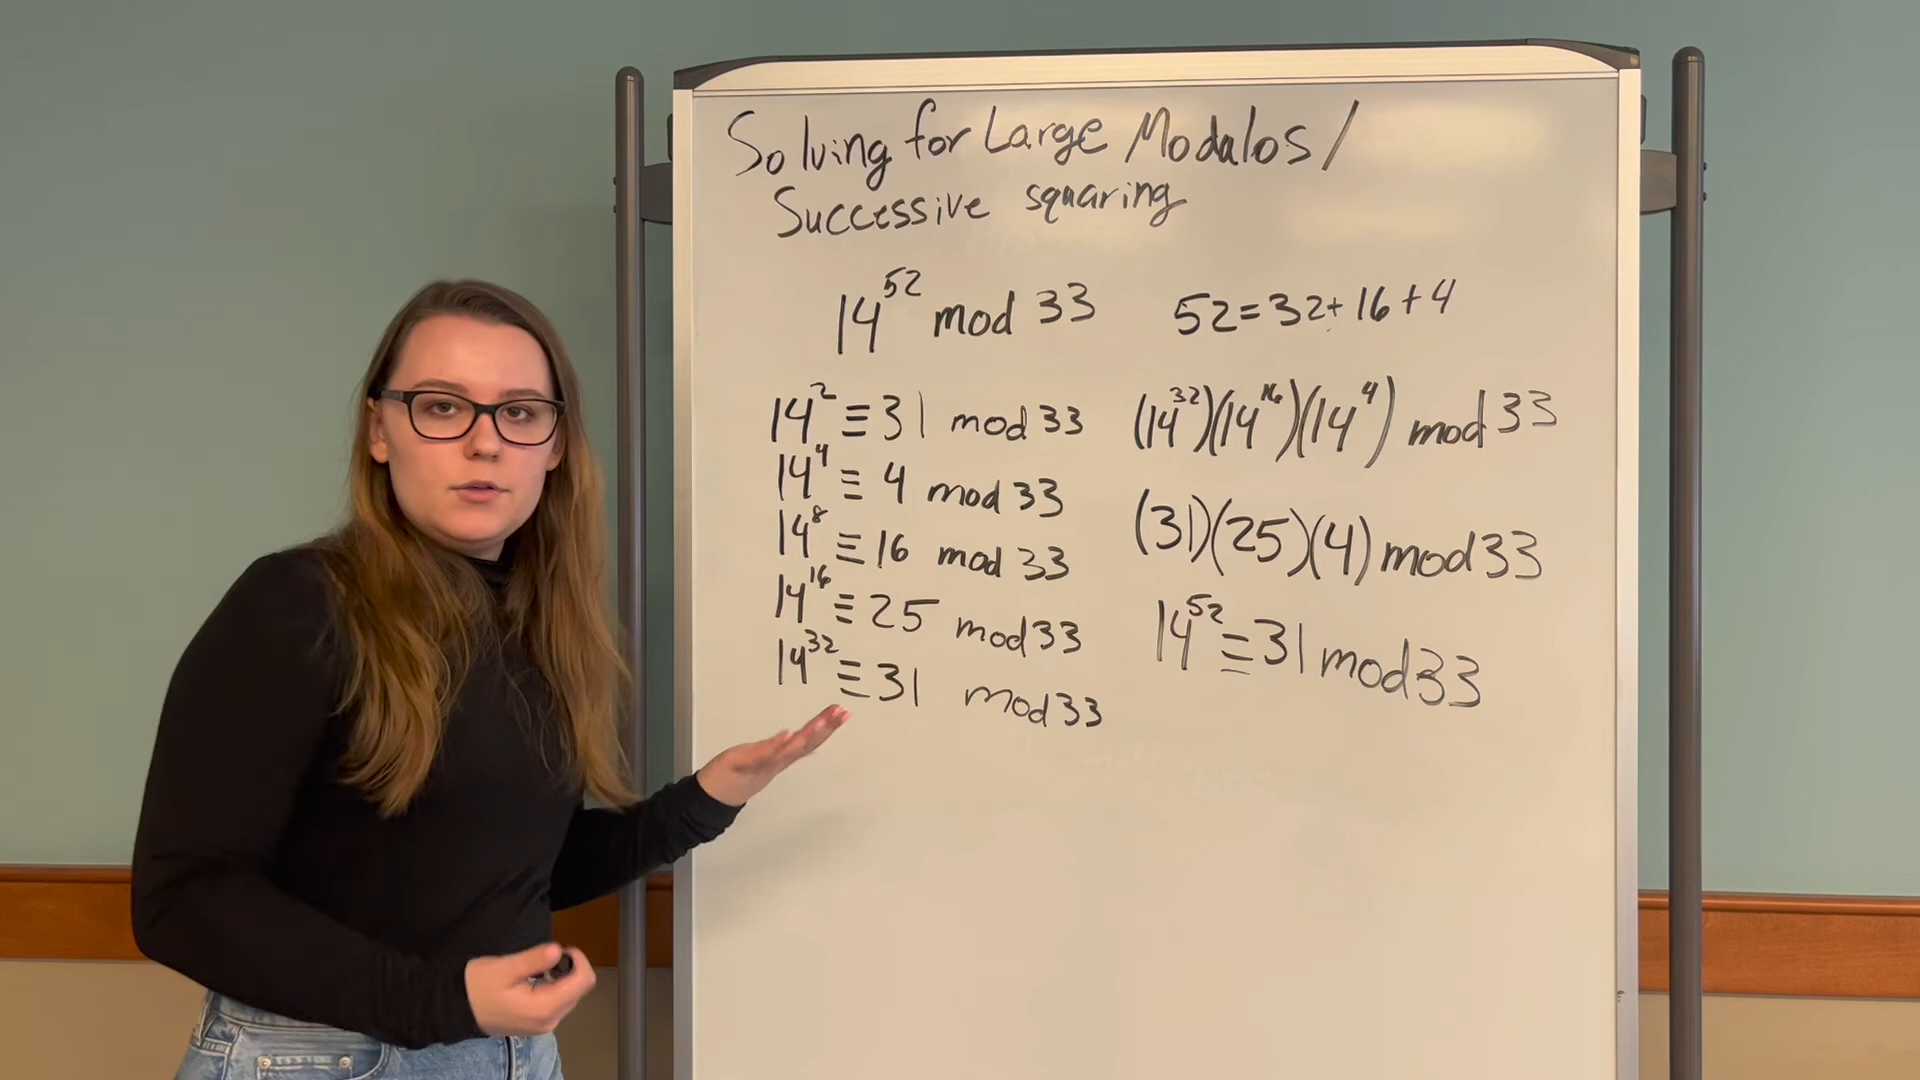 Solving for Large Modalos /
Successive squaring
14^52 mod 33
52 = 32 + 16 + 4
14^2 ≡ 31 mod 33
14^4 ≡ 4 mod 33
14^8 ≡ 16 mod 33
14^16 ≡ 25 mod 33
14^32 ≡ 31 mod 33
(14^32)(14^16)(14^4) mod 33
(31)(25)(4) mod 33
14^52 ≡ 31 mod 33